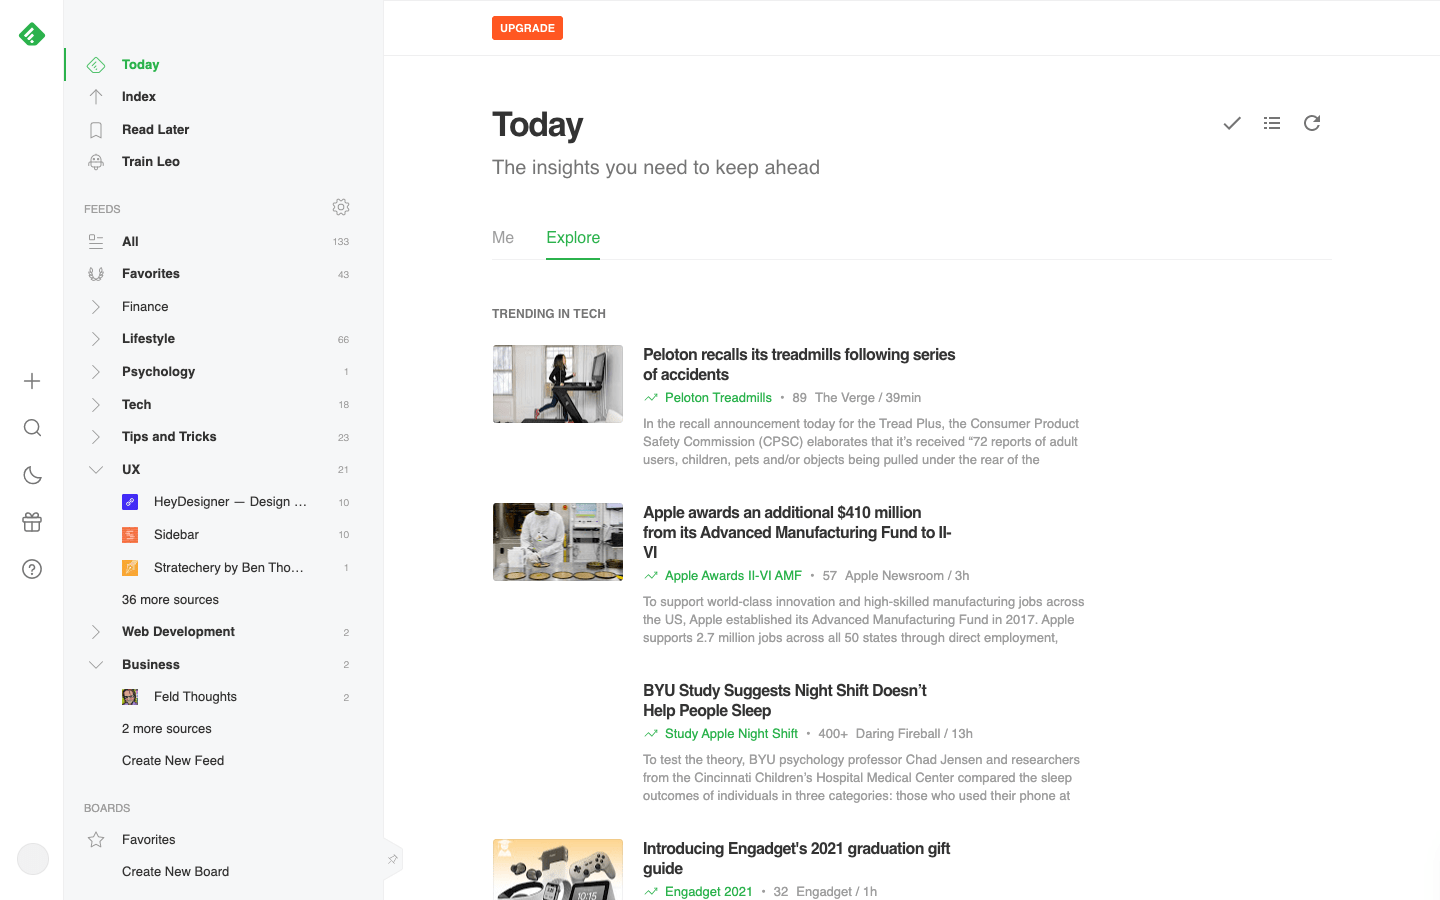 UPGRADE
Today
Index
Read Later
Train Leo
FEEDS
All 133
Favorites 43
Finance
Lifestyle 66
Psychology 1
Tech 18
Tips and Tricks 23
UX 21
HeyDesigner — Design ... 10
Sidebar 10
Stratechery by Ben Tho... 1
36 more sources
Web Development 2
Business 2
Feld Thoughts 2
2 more sources
Create New Feed
BOARDS
Favorites
Create New Board
Today
The insights you need to keep ahead
Me Explore
TRENDING IN TECH
Peloton recalls its treadmills following series
of accidents
Peloton Treadmills • 89 The Verge / 39min
In the recall announcement today for the Tread Plus, the Consumer Product
Safety Commission (CPSC) elaborates that it’s received “72 reports of adult
users, children, pets and/or objects being pulled under the rear of the
Apple awards an additional $410 million
from its Advanced Manufacturing Fund to II-
VI
Apple Awards II-VI AMF • 57 Apple Newsroom / 3h
To support world-class innovation and high-skilled manufacturing jobs across
the US, Apple established its Advanced Manufacturing Fund in 2017. Apple
supports 2.7 million jobs across all 50 states through direct employment,
BYU Study Suggests Night Shift Doesn’t
Help People Sleep
Study Apple Night Shift • 400+ Daring Fireball / 13h
To test the theory, BYU psychology professor Chad Jensen and researchers
from the Cincinnati Children’s Hospital Medical Center compared the sleep
outcomes of individuals in three categories: those who used their phone at
Introducing Engadget's 2021 graduation gift
guide
Engadget 2021 • 32 Engadget / 1h
10:15